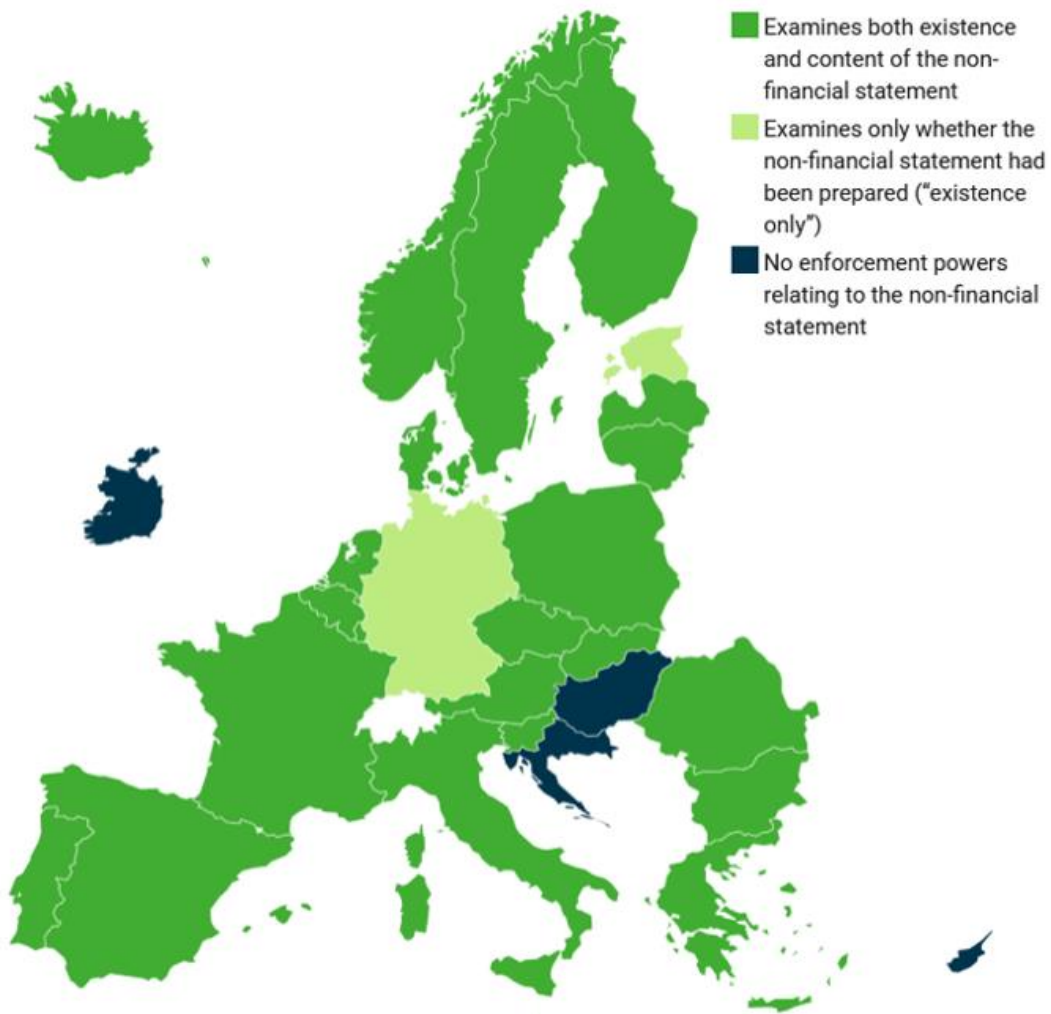 Examines both existence
and content of the non-
financial statement
Examines only whether the
non-financial statement had
been prepared (“existence
only”)
No enforcement powers
relating to the non-financial
statement